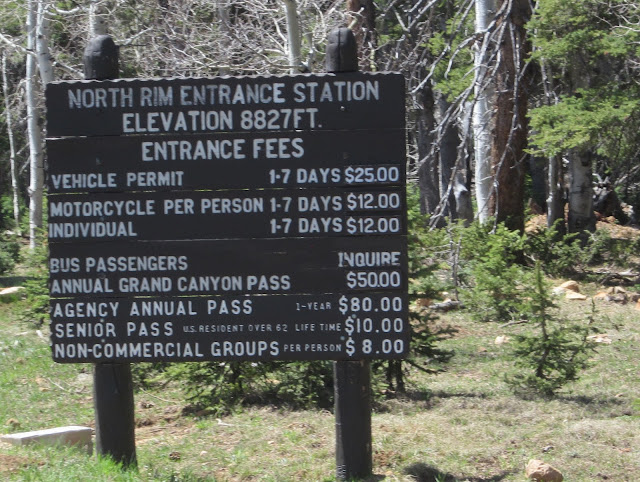 NORTH RIM ENTRANCE STATION
ELEVATION 8827FT.
ENTRANCE FEES
VEHICLE PERMIT 1-7 DAYS $25.00
MOTORCYCLE PER PERSON 1-7 DAYS $12.00
INDIVIDUAL 1-7 DAYS $12.00
BUS PASSENGERS INQUIRE
ANNUAL GRAND CANYON PASS $50.00
AGENCY ANNUAL PASS 1-YEAR $80.00
SENIOR PASS U.S. RESIDENT OVER 62 LIFE TIME $10.00
NON-COMMERCIAL GROUPS PER PERSON $ 8.00